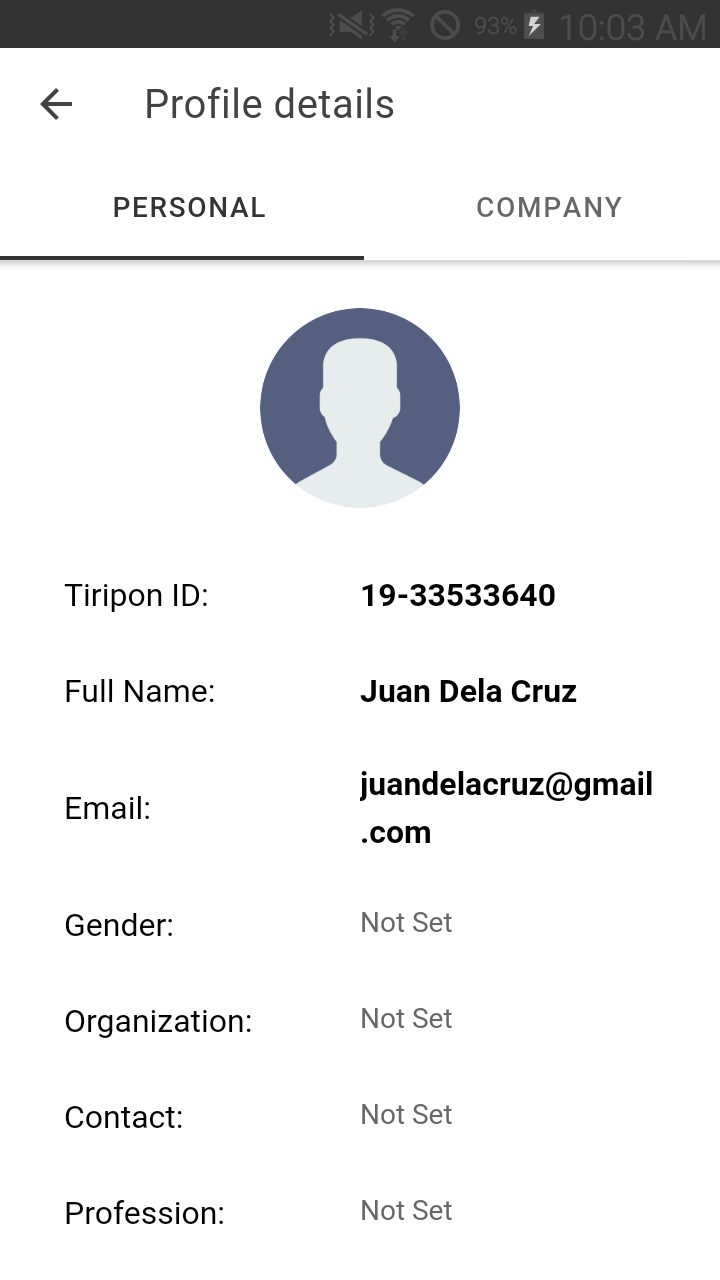 93% 10:03 AM
Profile details
PERSONAL COMPANY
Tiripon ID: 19-33533640
Full Name: Juan Dela Cruz
Email: juandelacruz@gmail
.com
Gender: Not Set
Organization: Not Set
Contact: Not Set
Profession: Not Set